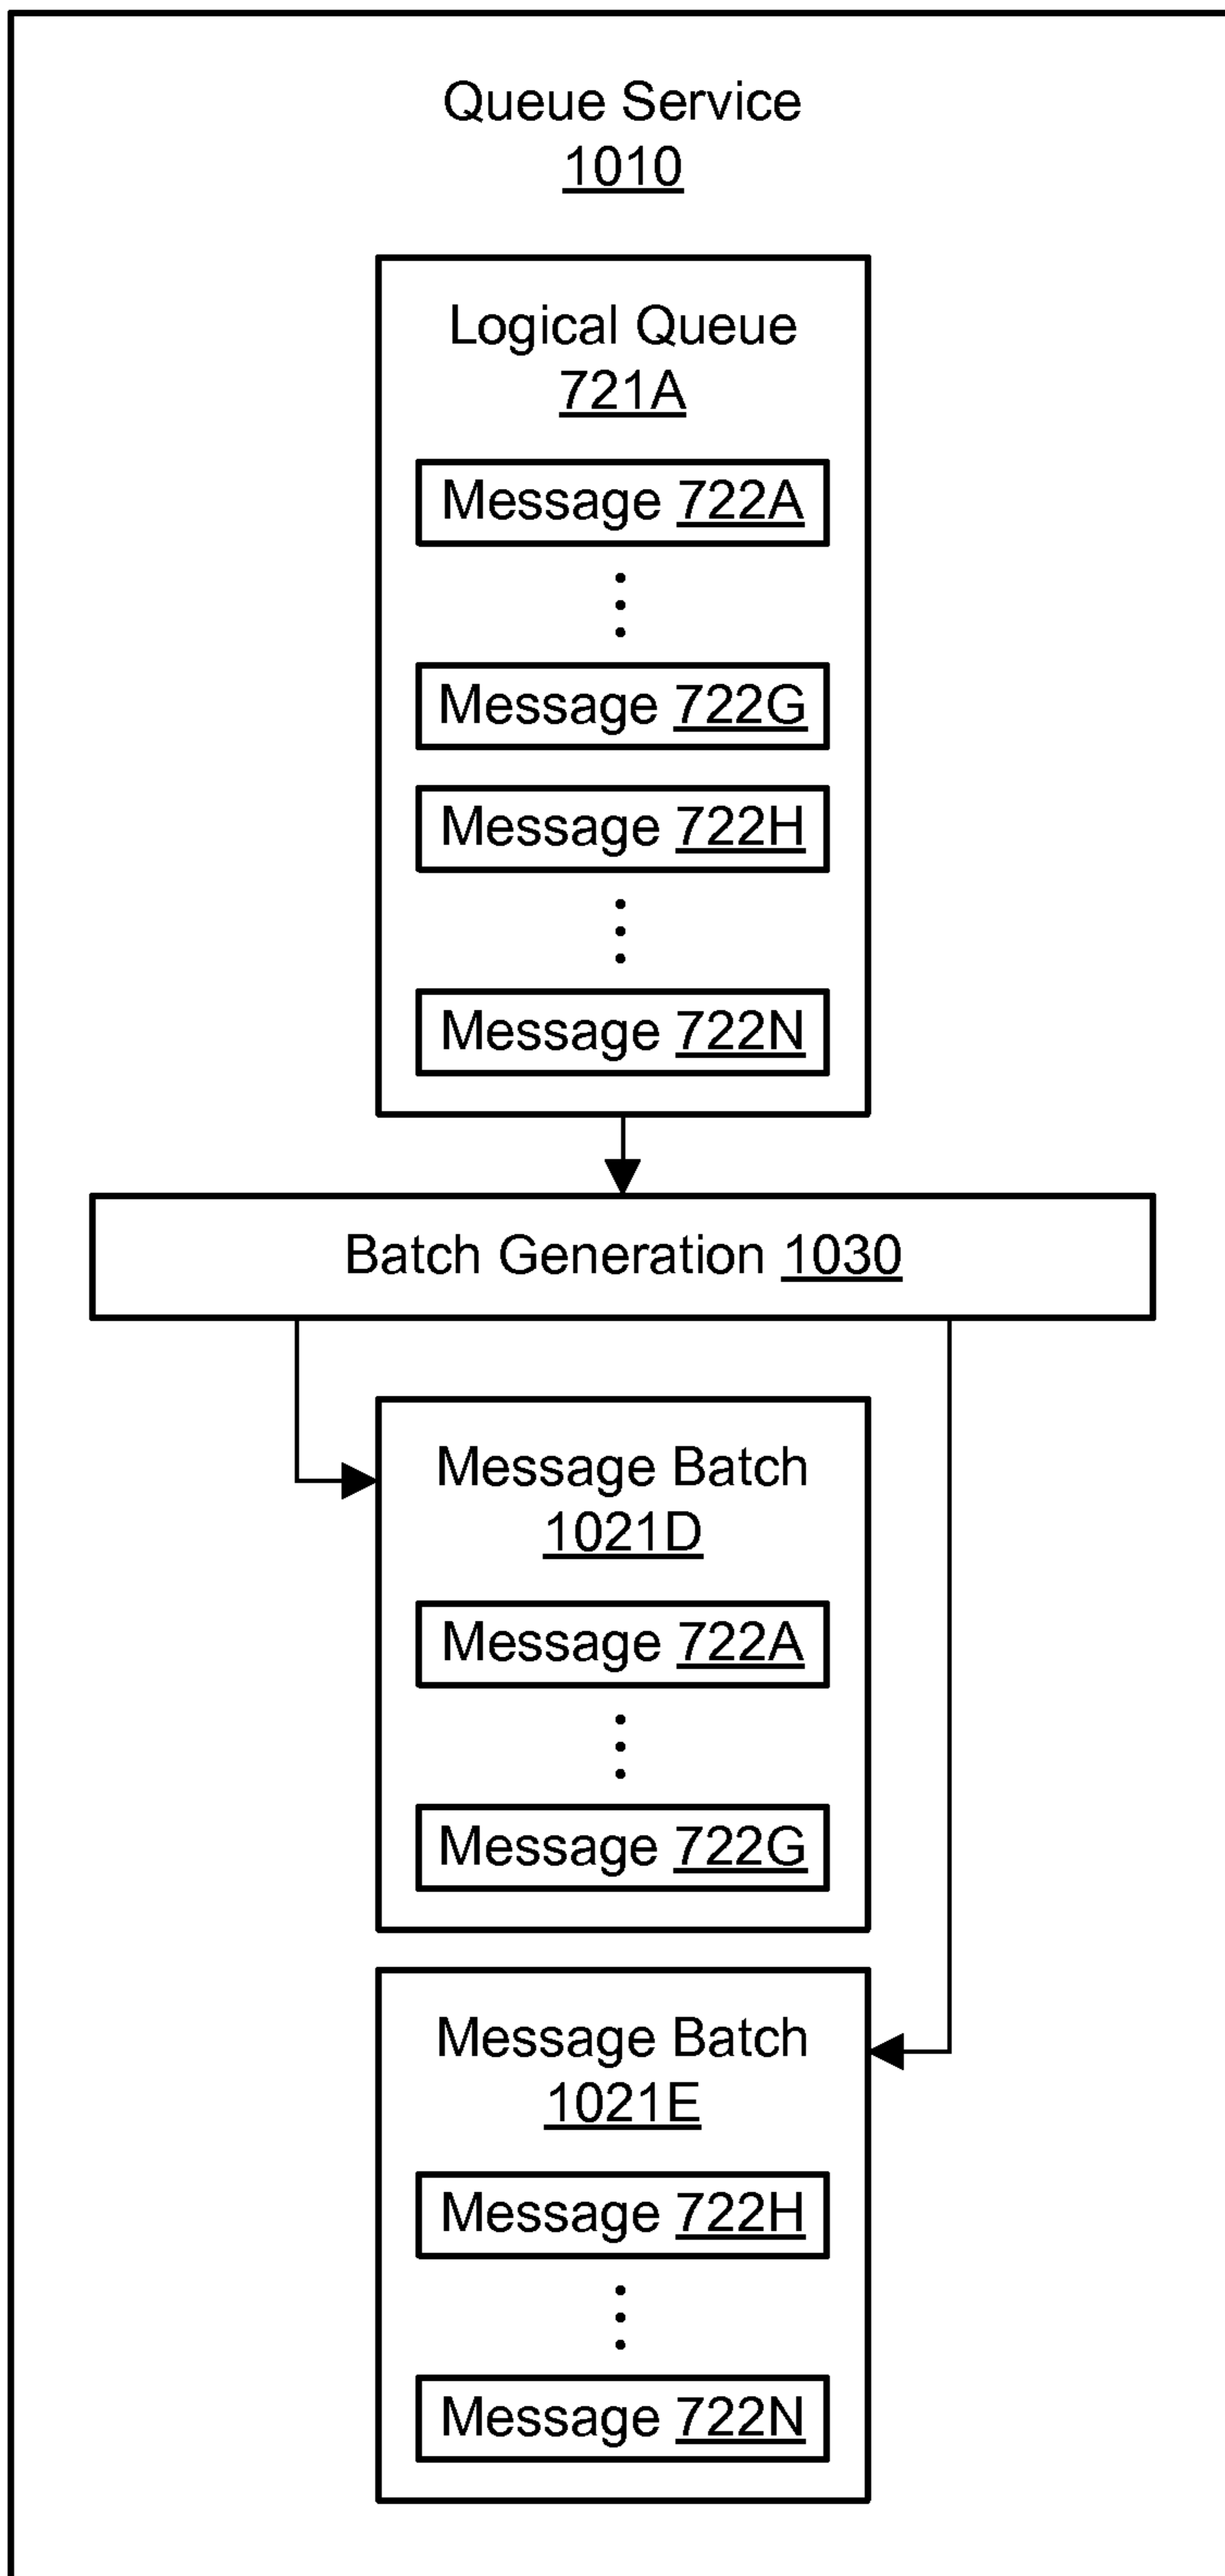 Queue Service
1010
Logical Queue
721A
Message 722A
Message 722G
Message 722H
Message 722N
Batch Generation 1030
Message Batch
1021D
Message 722A
Message 722G
Message Batch
1021E
Message 722H
Message 722N